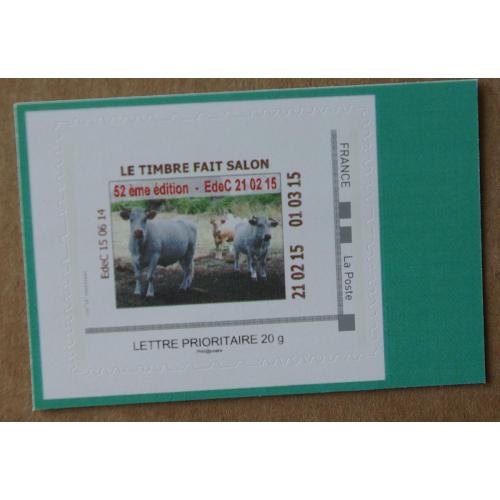 LE TIMBRE FAIT SALON
52 ème édition - EdeC 21 02 15
EdeC 15 06 14
21 02 15   01 03 15
FRANCE
La Poste
LETTRE PRIORITAIRE 20 g